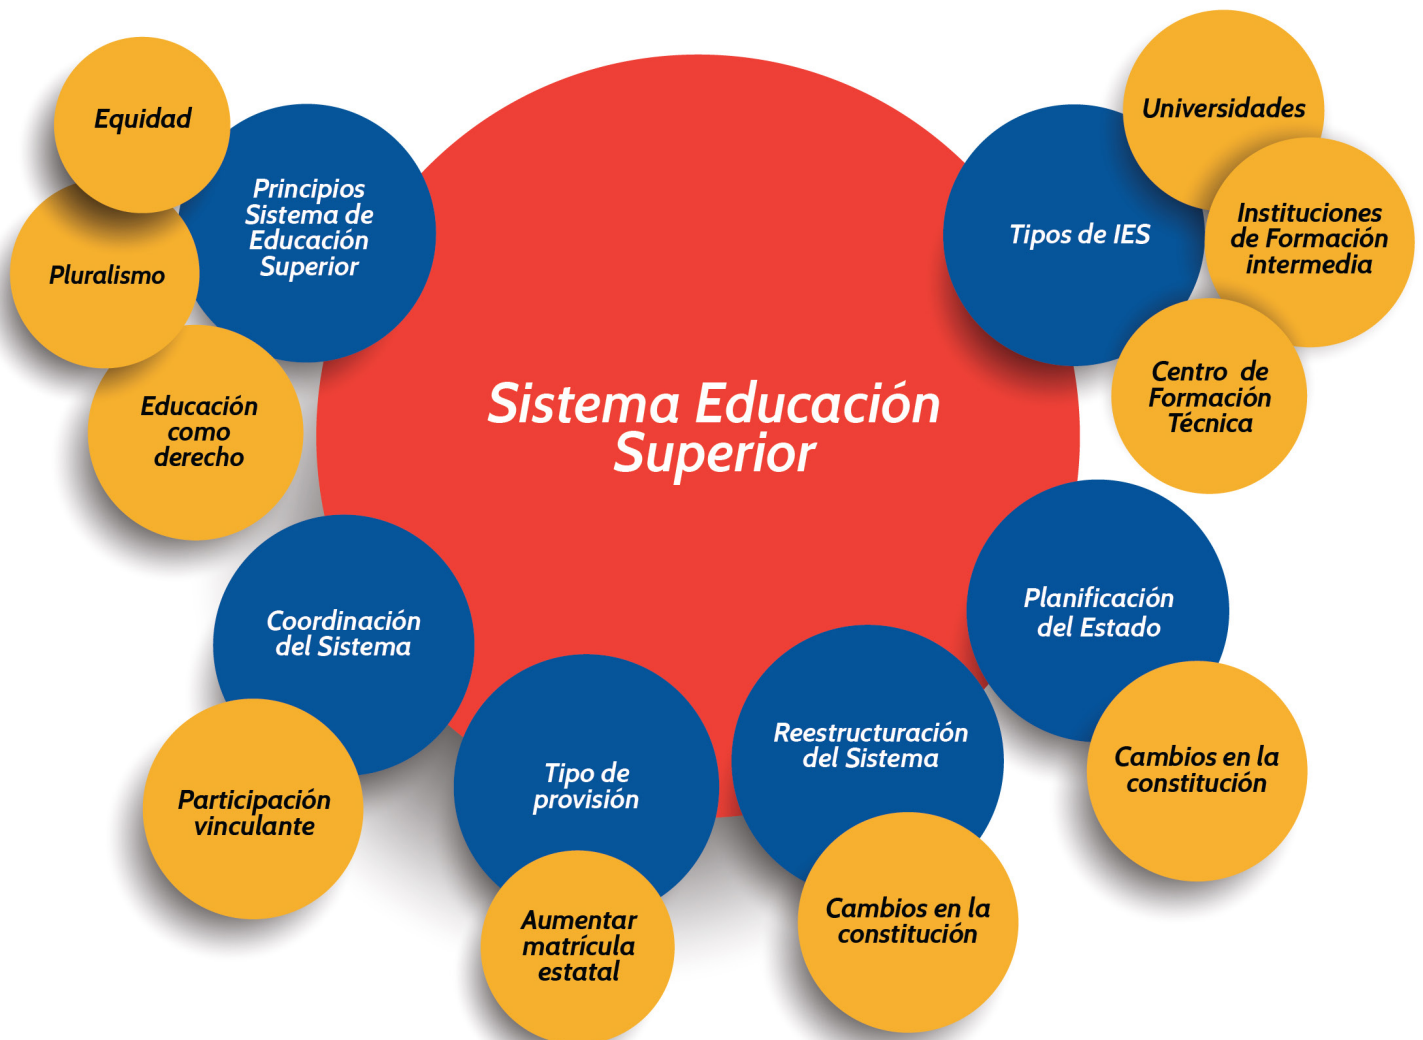 Equidad
Principios
Sistema de
Educación
Superior
Pluralismo
Educación
como
derecho
Universidades
Tipos de IES
Instituciones
de Formación
intermedia
Centro de
Formación
Técnica
Sistema Educación
Superior
Coordinación
del Sistema
Participación
vinculante
Tipo de
provisión
Aumentar
matrícula
estatal
Reestructuración
del Sistema
Cambios en la
constitución
Planificación
del Estado
Cambios en la
constitución